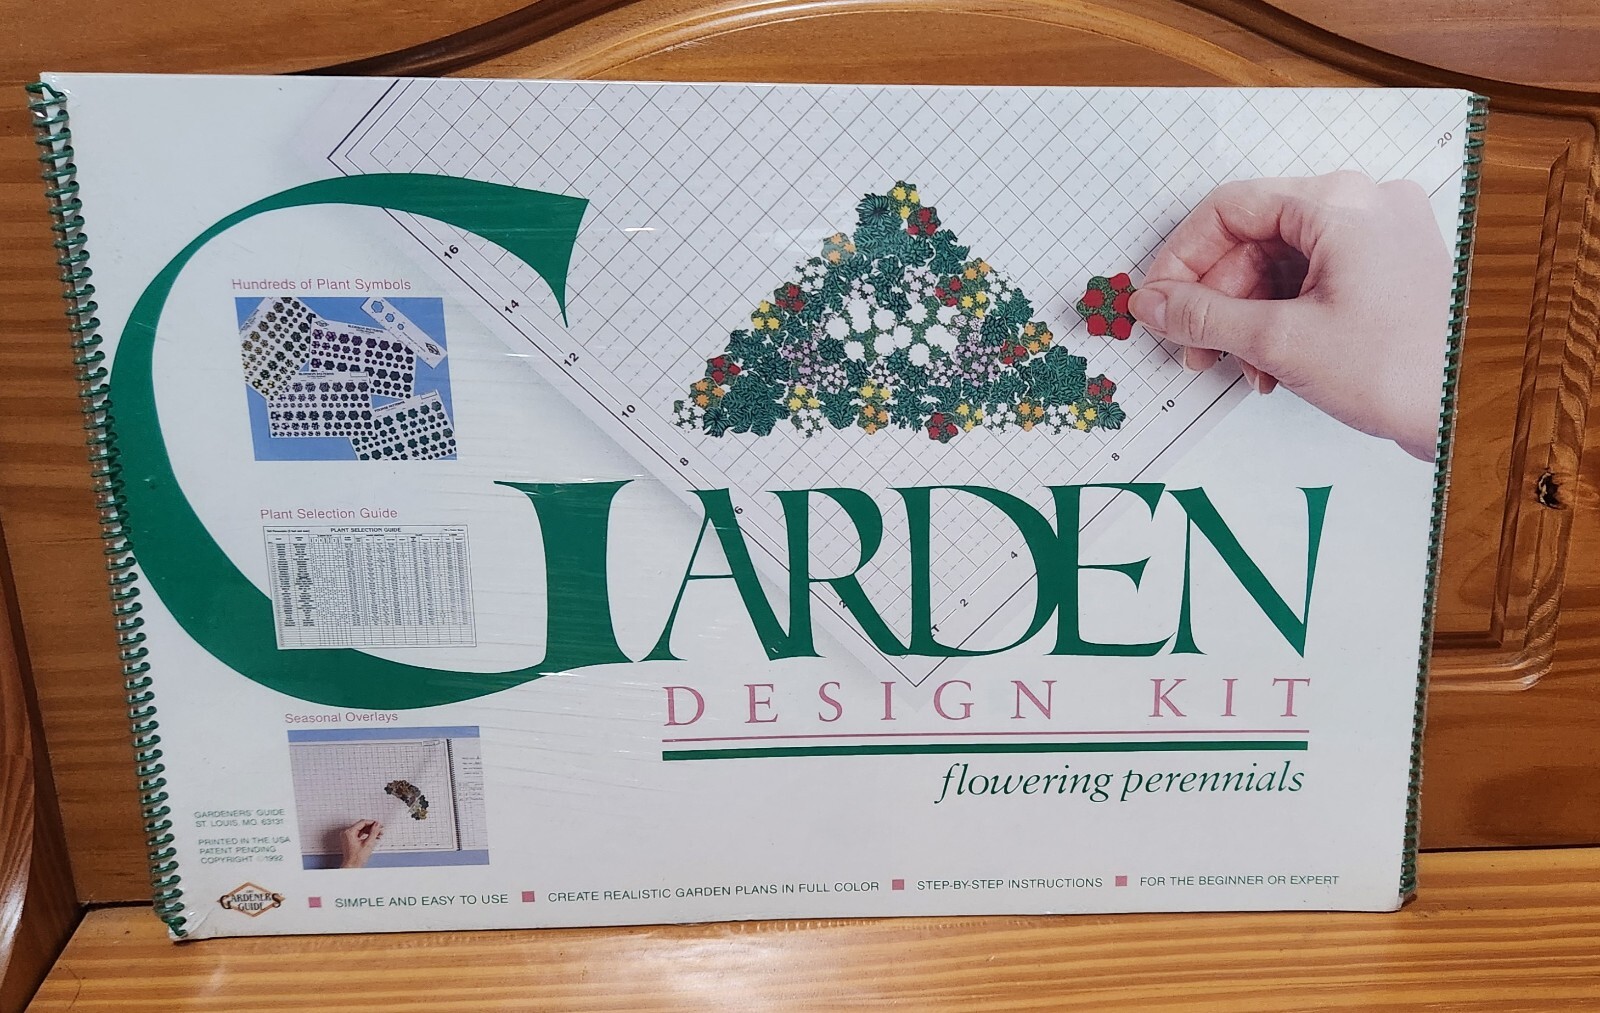 20
16
14
12
10
8
6
2
2
4
8
10
12
Hundreds of Plant Symbols
Plant Selection Guide
PLANT SELECTION GUIDE
Seasonal Overlays
GARDEN
DESIGN KIT
flowering perennials
GARDENERS' GUIDE
ST. LOUIS, MO. 63131
PRINTED IN THE USA
PATENT PENDING
COPYRIGHT ©1992
THE
GARDENERS'
GUIDE
SIMPLE AND EASY TO USE
CREATE REALISTIC GARDEN PLANS IN FULL COLOR
STEP-BY-STEP INSTRUCTIONS
FOR THE BEGINNER OR EXPERT